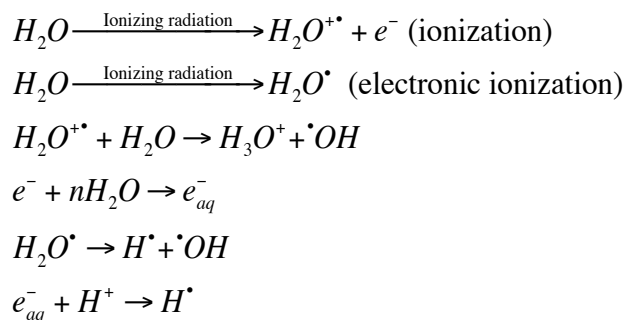 H₂O —Ionizing radiation→ H₂O⁺• + e⁻ (ionization)
H₂O —Ionizing radiation→ H₂O• (electronic ionization)
H₂O⁺• + H₂O → H₃O⁺ + •OH
e⁻ + nH₂O → e⁻ₐq
H₂O• → H• + •OH
e⁻ₐq + H⁺ → H•